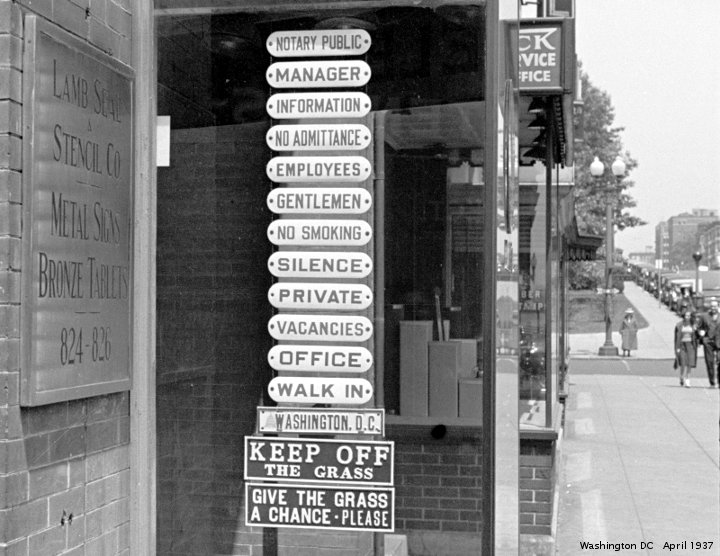 LAMB SEAL
&
STENCIL CO
METAL SIGNS
BRONZE TABLETS
824-826
NOTARY PUBLIC
MANAGER
INFORMATION
NO ADMITTANCE
EMPLOYEES
GENTLEMEN
NO SMOKING
SILENCE
PRIVATE
VACANCIES
OFFICE
WALK IN
WASHINGTON, D.C.
KEEP OFF
THE GRASS
GIVE THE GRASS
A CHANCE - PLEASE
CK
RVICE
FFICE
Washington DC April 1937